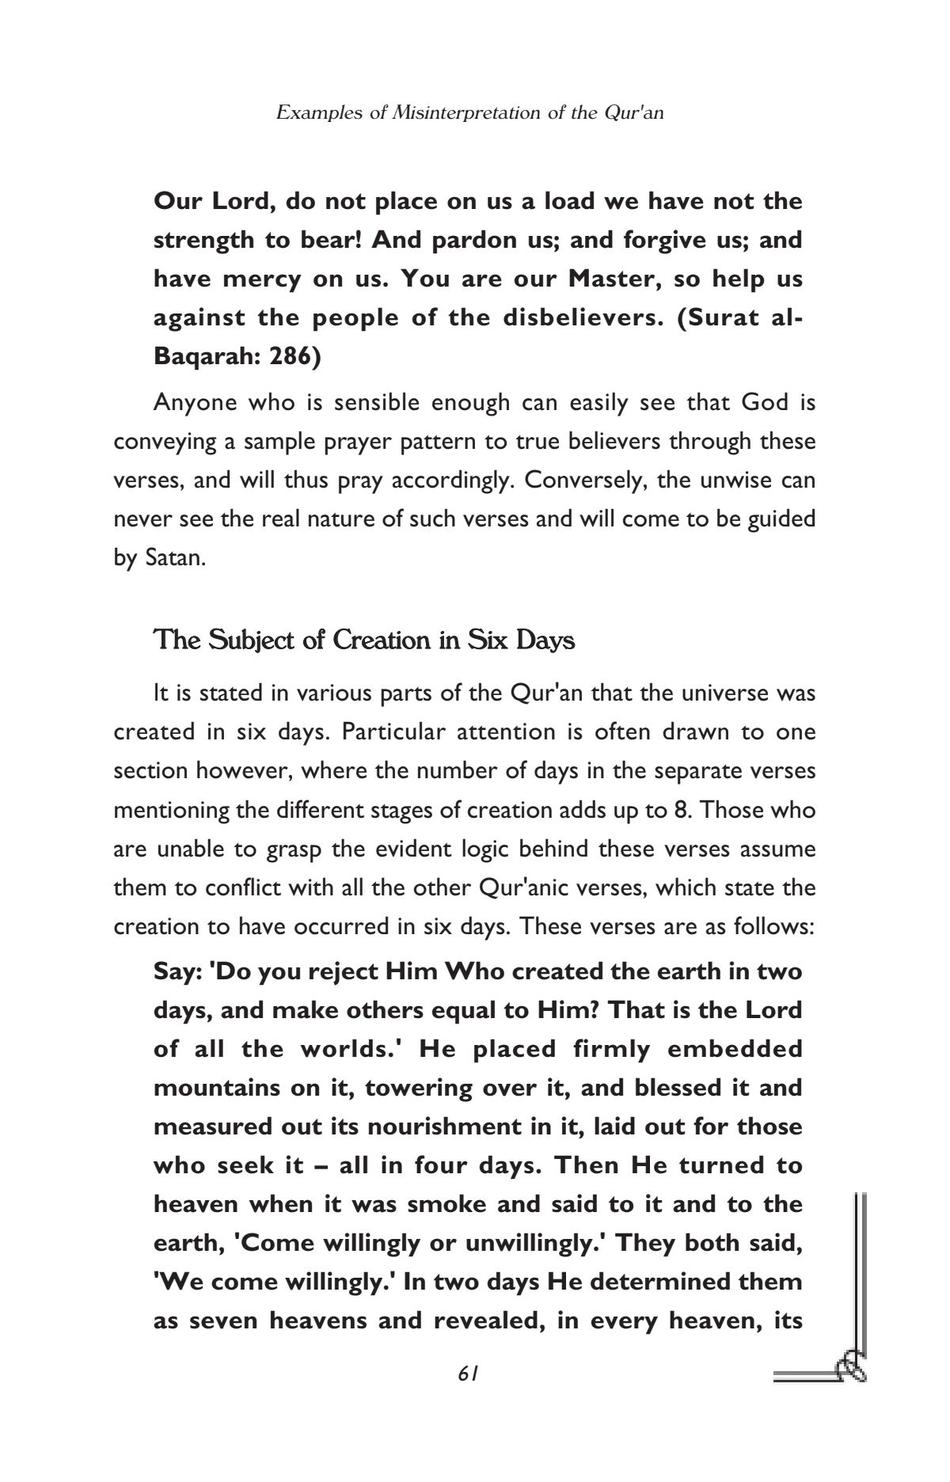 Examples of Misinterpretation of the Qur'an
Our Lord, do not place on us a load we have not the
strength to bear! And pardon us; and forgive us; and
have mercy on us. You are our Master, so help us
against the people of the disbelievers. (Surat al-
Baqarah: 286)
Anyone who is sensible enough can easily see that God is
conveying a sample prayer pattern to true believers through these
verses, and will thus pray accordingly. Conversely, the unwise can
never see the real nature of such verses and will come to be guided
by Satan.
The Subject of Creation in Six Days
It is stated in various parts of the Qur'an that the universe was
created in six days. Particular attention is often drawn to one
section however, where the number of days in the separate verses
mentioning the different stages of creation adds up to 8. Those who
are unable to grasp the evident logic behind these verses assume
them to conflict with all the other Qur'anic verses, which state the
creation to have occurred in six days. These verses are as follows:
Say: 'Do you reject Him Who created the earth in two
days, and make others equal to Him? That is the Lord
of all the worlds.' He placed firmly embedded
mountains on it, towering over it, and blessed it and
measured out its nourishment in it, laid out for those
who seek it – all in four days. Then He turned to
heaven when it was smoke and said to it and to the
earth, 'Come willingly or unwillingly.' They both said,
'We come willingly.' In two days He determined them
as seven heavens and revealed, in every heaven, its
61